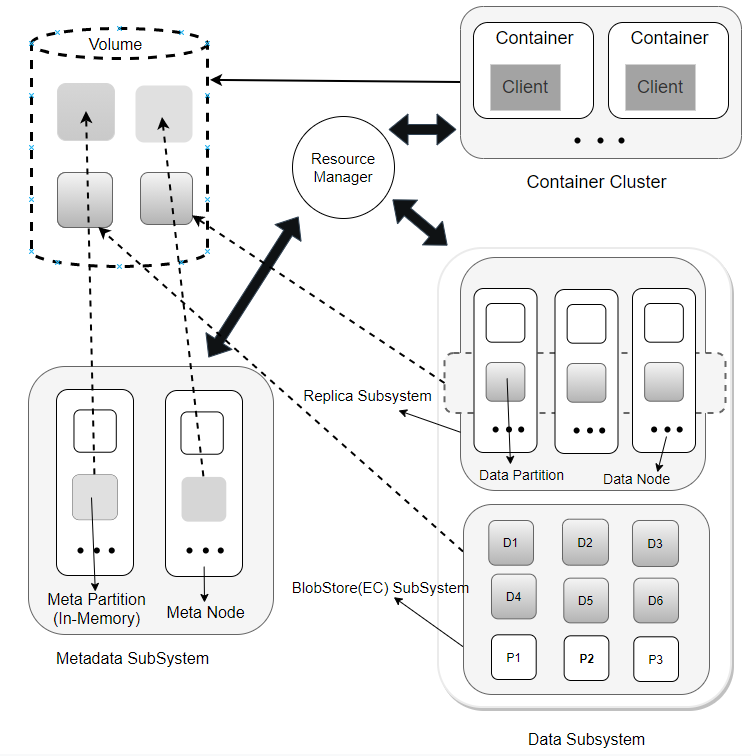 Volume
Container
Container
Client
Client
Container Cluster
Resource
Manager
Replica Subsystem
Data Partition
Data Node
D1
D2
D3
D4
D5
D6
P1
P2
P3
BlobStore(EC) SubSystem
Meta Partition
(In-Memory)
Meta Node
Metadata SubSystem
Data Subsystem